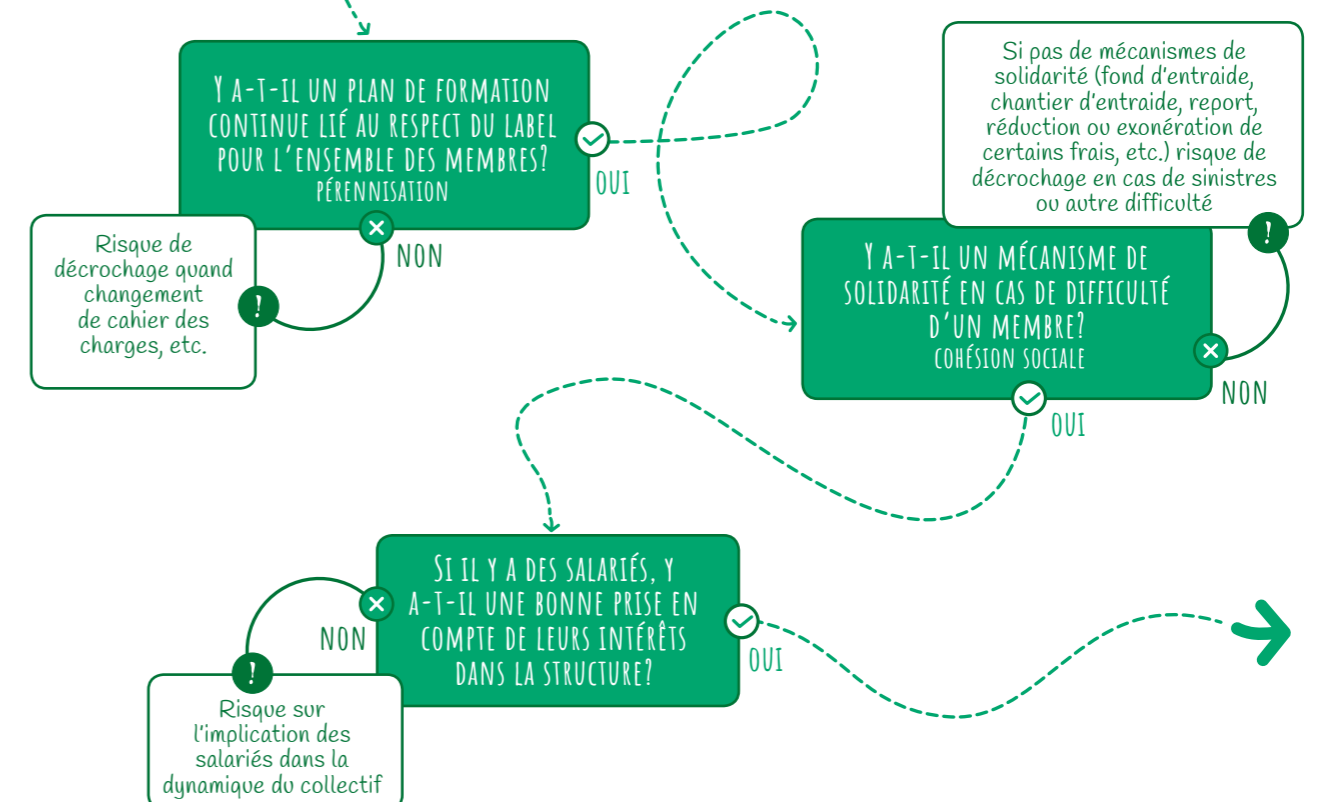 Y A-T-IL UN PLAN DE FORMATION
CONTINUE LIÉ AU RESPECT DU LABEL
POUR L'ENSEMBLE DES MEMBRES?
PÉRENNISATION
OUI
NON
Risque de
décrochage quand
changement
de cahier des
charges, etc.
!
Si pas de mécanismes de
solidarité (fond d'entraide,
chantier d'entraide, report,
réduction ou exonération de
certains frais, etc.) risque de
décrochage en cas de sinistres
ou autre difficulté
!
Y A-T-IL UN MÉCANISME DE
SOLIDARITÉ EN CAS DE DIFFICULTÉ
D'UN MEMBRE?
COHÉSION SOCIALE
NON
OUI
SI IL Y A DES SALARIÉS, Y
A-T-IL UNE BONNE PRISE EN
COMPTE DE LEURS INTÉRÊTS
DANS LA STRUCTURE?
NON
OUI
!
Risque sur
l'implication des
salariés dans la
dynamique du collectif